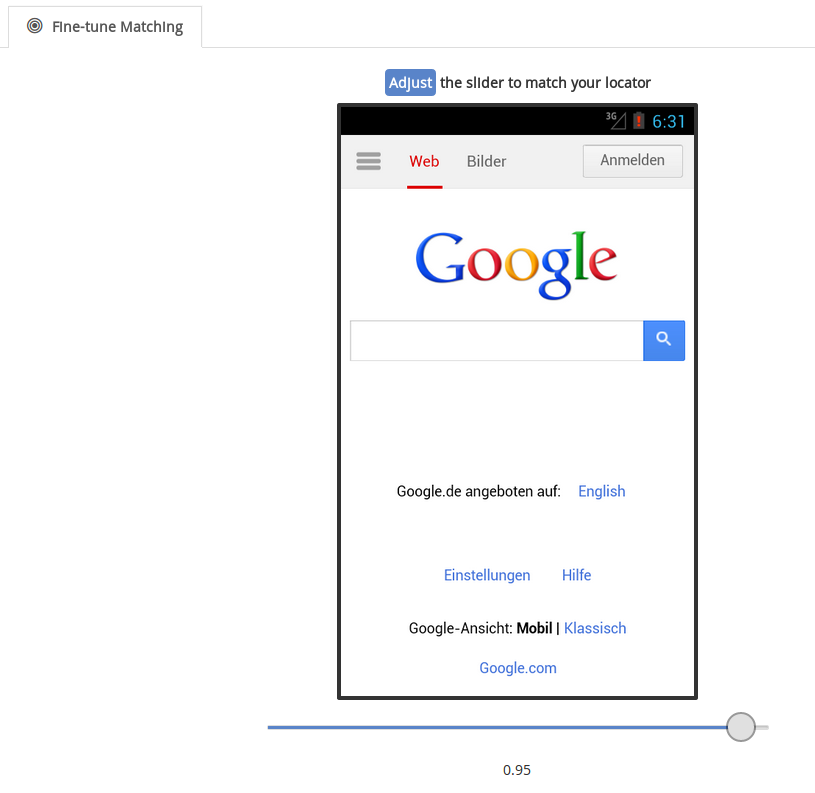 Fine-tune Matching
Adjust the slider to match your locator
3G 6:31
Web Bilder Anmelden
Google
Google.de angeboten auf: English
Einstellungen Hilfe
Google-Ansicht: Mobil | Klassisch
Google.com
0.95